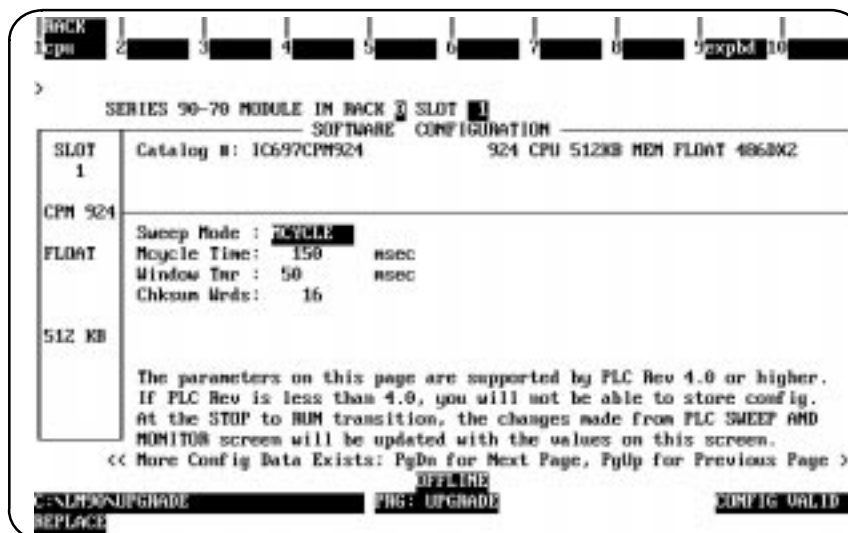 RACK
1cpu 2 3 4 5 6 7 8 9expbd 10
>
SERIES 90-70 MODULE IN RACK 0 SLOT 1
SOFTWARE CONFIGURATION
SLOT Catalog #: IC697CPM924 924 CPU 512KB MEM FLOAT 486DX2
1
CPM 924
Sweep Mode : MCYCLE
FLOAT Mcycle Time: 150 msec
Window Tmr : 50 msec
Chksum Wrds: 16
512 KB
The parameters on this page are supported by PLC Rev 4.0 or higher.
If PLC Rev is less than 4.0, you will not be able to store config.
At the STOP to RUN transition, the changes made from PLC SWEEP AND
MONITOR screen will be updated with the values on this screen.
<< More Config Data Exists: PgDn for Next Page, PgUp for Previous Page >
OFFLINE
C:\LM90\UPGRADE PRG: UPGRADE CONFIG VALID
REPLACE